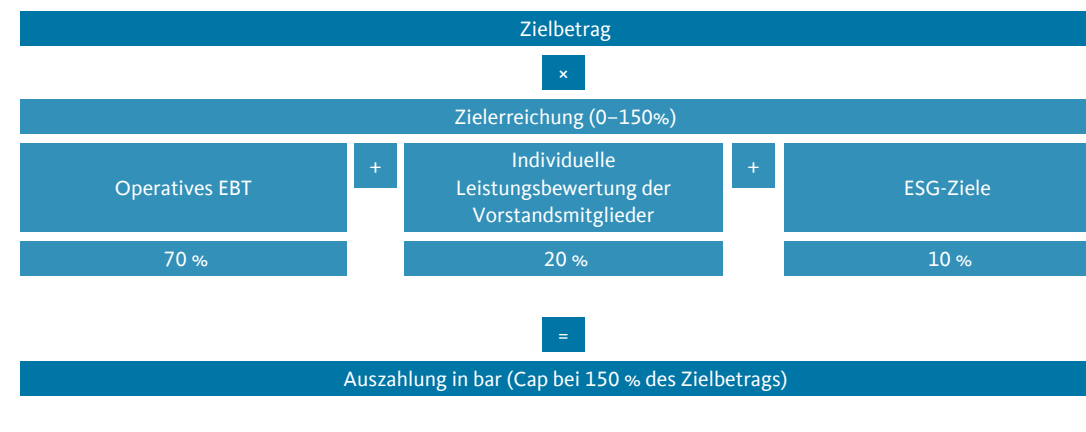 Zielbetrag
×
Zielerreichung (0–150%)
Operatives EBT
+
Individuelle
Leistungsbewertung der
Vorstandsmitglieder
+
ESG-Ziele
70 %
20 %
10 %
=
Auszahlung in bar (Cap bei 150 % des Zielbetrags)